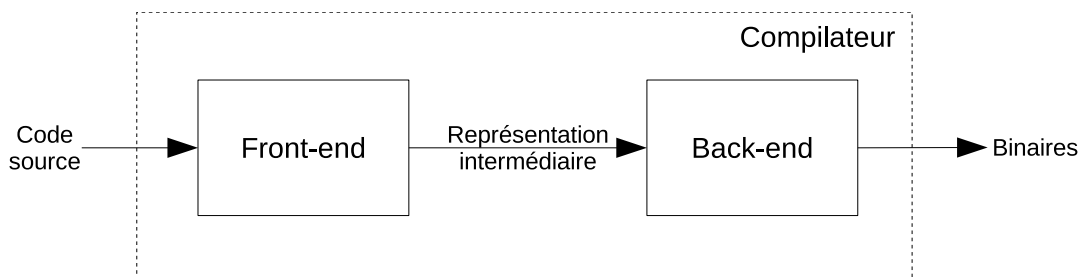 Compilateur
Code
source
Front-end
Représentation
intermédiaire
Back-end
Binaires